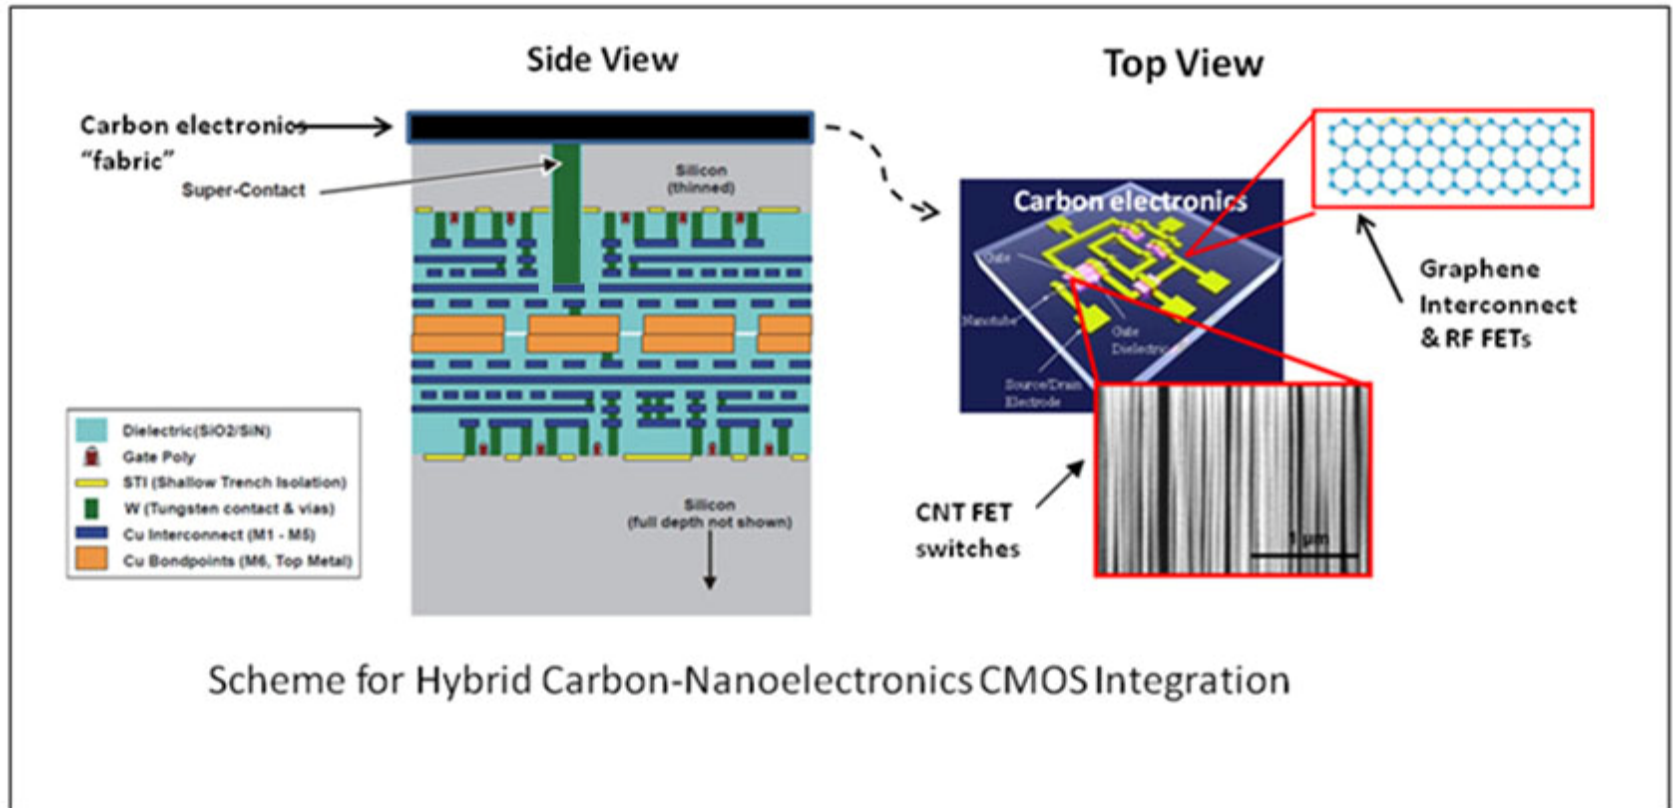 Side View
Top View
Carbon electronics
“fabric”
Super-Contact
Silicon
(thinned)
Carbon electronics
Gate
Nanotube
Gate
Dielectric
Source/Drain
Electrode
Graphene
Interconnect
& RF FETs
Dielectric(SiO2/SiN)
Gate Poly
STI (Shallow Trench Isolation)
W (Tungsten contact & vias)
Cu Interconnect (M1 - M5)
Cu Bondpoints (M6, Top Metal)
Silicon
(full depth not shown)
CNT FET
switches
1 µm
Scheme for Hybrid Carbon-Nanoelectronics CMOS Integration